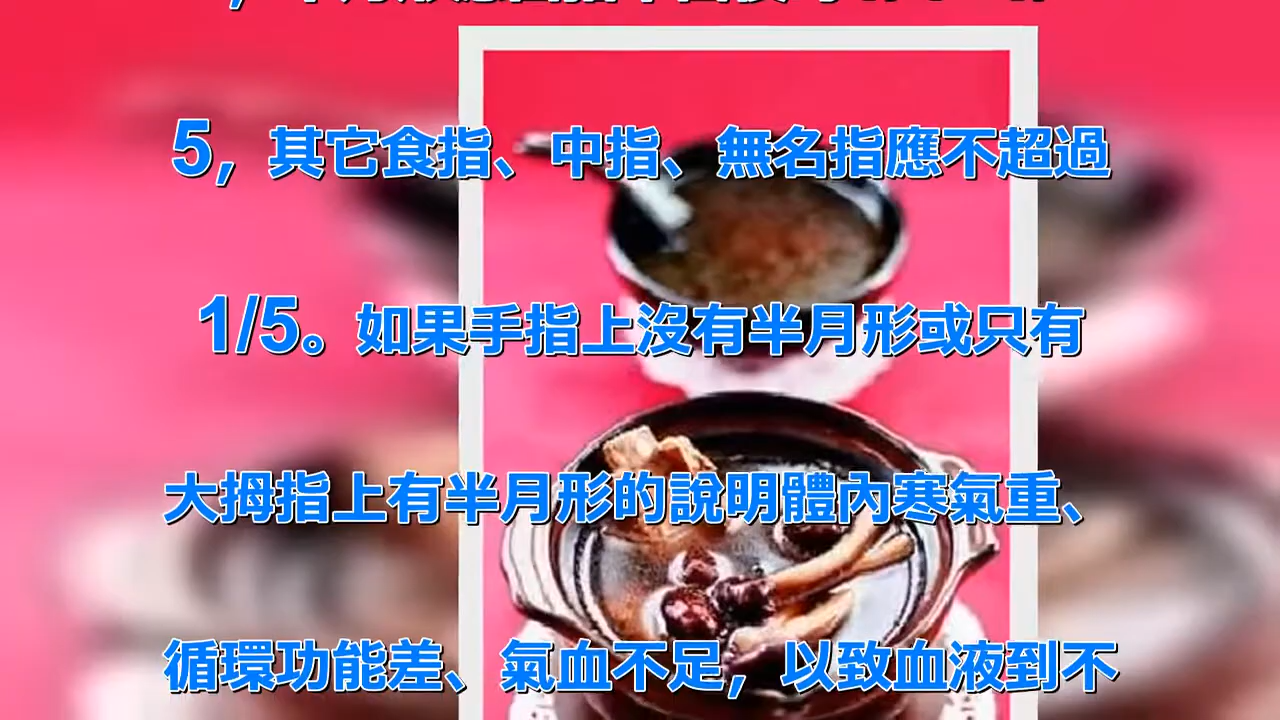 5，其它食指、中指、無名指應不超過
1/5。如果手指上沒有半月形或只有
大拇指上有半月形的說明體內寒氣重、
循環功能差、氣血不足，以致血液到不